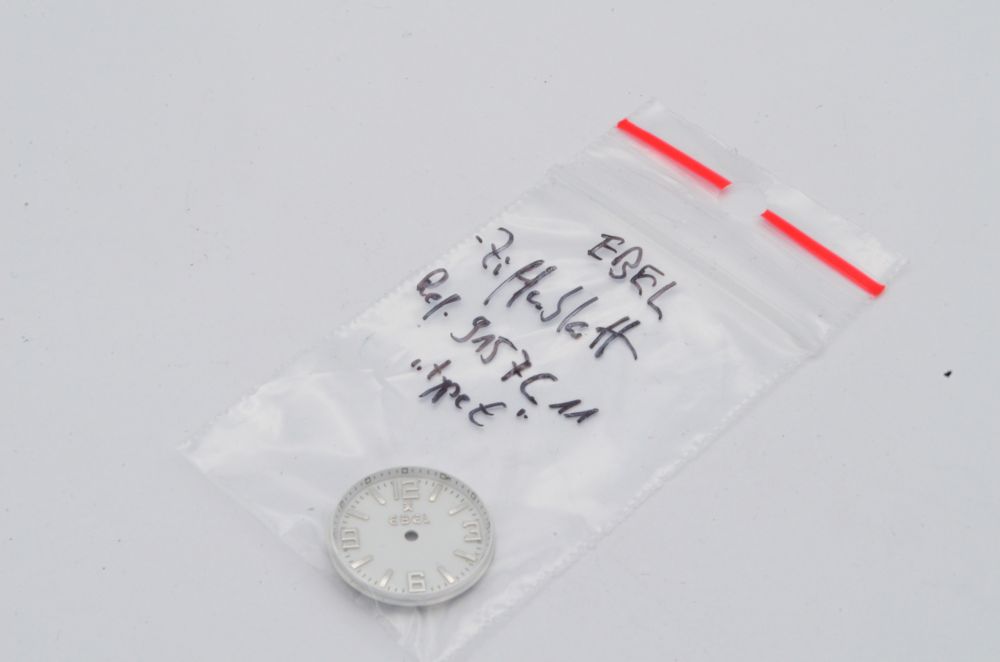 EBEL
Zifferblatt
Ref. 9157C11
"Type E"
12
EBEL
9
3
6